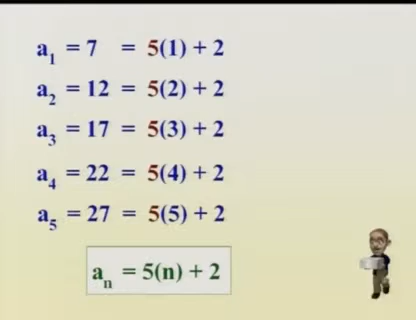 a₁ = 7 = 5(1) + 2
a₂ = 12 = 5(2) + 2
a₃ = 17 = 5(3) + 2
a₄ = 22 = 5(4) + 2
a₅ = 27 = 5(5) + 2
aₙ = 5(n) + 2